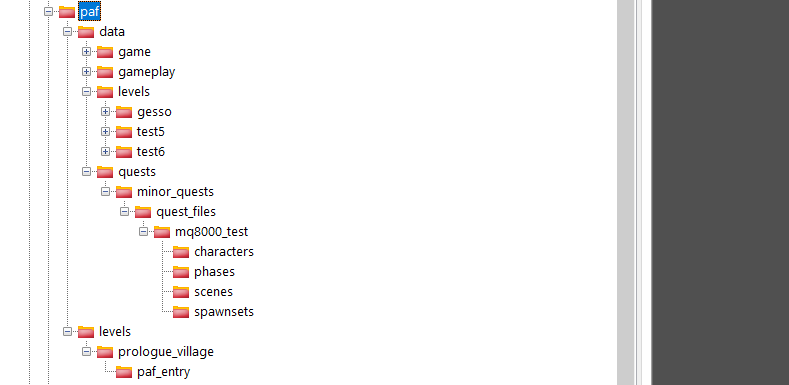 paf
data
game
gameplay
levels
gesso
test5
test6
quests
minor_quests
quest_files
mq8000_test
characters
phases
scenes
spawnsets
levels
prologue_village
paf_entry